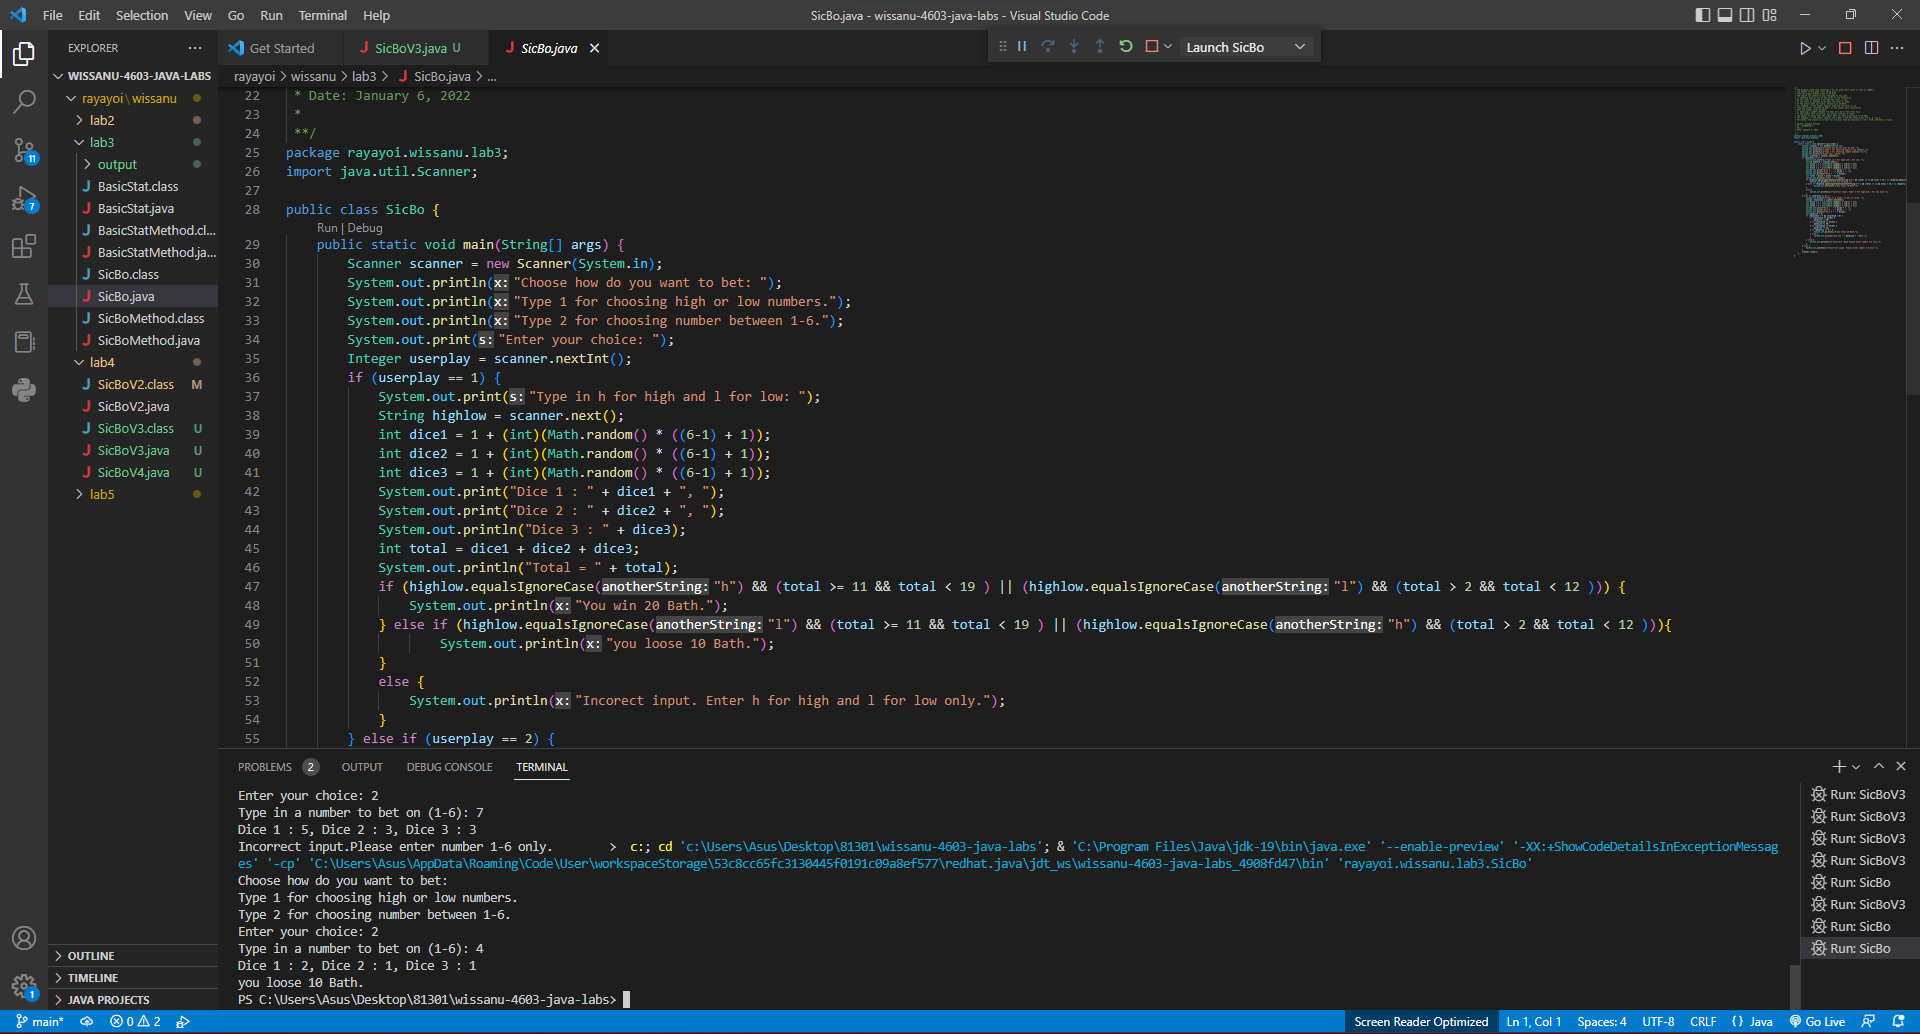 File Edit Selection View Go Run Terminal Help
SicBo.java - wissanu-4603-java-labs - Visual Studio Code
EXPLORER
Get Started
SicBoV3.java U
SicBo.java
Launch SicBo
WISSANU-4603-JAVA-LABS
rayayoi\wissanu
lab2
lab3
output
BasicStat.class
BasicStat.java
BasicStatMethod.cl...
BasicStatMethod.ja...
SicBo.class
SicBo.java
SicBoMethod.class
SicBoMethod.java
lab4
SicBoV2.class M
SicBoV2.java
SicBoV3.class U
SicBoV3.java U
SicBoV4.java U
lab5
OUTLINE
TIMELINE
JAVA PROJECTS
11
7
1
rayayoi > wissanu > lab3 > SicBo.java > ...
22 * Date: January 6, 2022
23 *
24 **/
25 package rayayoi.wissanu.lab3;
26 import java.util.Scanner;
27
28 public class SicBo {
Run | Debug
29 public static void main(String[] args) {
30 Scanner scanner = new Scanner(System.in);
31 System.out.println(x: "Choose how do you want to bet: ");
32 System.out.println(x: "Type 1 for choosing high or low numbers.");
33 System.out.println(x: "Type 2 for choosing number between 1-6.");
34 System.out.print(s: "Enter your choice: ");
35 Integer userplay = scanner.nextInt();
36 if (userplay == 1) {
37 System.out.print(s: "Type in h for high and l for low: ");
38 String highlow = scanner.next();
39 int dice1 = 1 + (int)(Math.random() * ((6-1) + 1));
40 int dice2 = 1 + (int)(Math.random() * ((6-1) + 1));
41 int dice3 = 1 + (int)(Math.random() * ((6-1) + 1));
42 System.out.print("Dice 1 : " + dice1 + ", ");
43 System.out.print("Dice 2 : " + dice2 + ", ");
44 System.out.println("Dice 3 : " + dice3);
45 int total = dice1 + dice2 + dice3;
46 System.out.println("Total = " + total);
47 if (highlow.equalsIgnoreCase(anotherString: "h") && (total >= 11 && total < 19 ) || (highlow.equalsIgnoreCase(anotherString: "l") && (total > 2 && total < 12 ))) {
48 System.out.println(x: "You win 20 Bath.");
49 } else if (highlow.equalsIgnoreCase(anotherString: "l") && (total >= 11 && total < 19 ) || (highlow.equalsIgnoreCase(anotherString: "h") && (total > 2 && total < 12 ))){
50 System.out.println(x: "you loose 10 Bath.");
51 }
52 else {
53 System.out.println(x: "Incorect input. Enter h for high and l for low only.");
54 }
55 } else if (userplay == 2) {
PROBLEMS 2 OUTPUT DEBUG CONSOLE TERMINAL
Enter your choice: 2
Type in a number to bet on (1-6): 7
Dice 1 : 5, Dice 2 : 3, Dice 3 : 3
Incorrect input.Please enter number 1-6 only. > c:; cd 'c:\Users\Asus\Desktop\81301\wissanu-4603-java-labs'; & 'C:\Program Files\Java\jdk-19\bin\java.exe' '--enable-preview' '-XX:+ShowCodeDetailsInExceptionMessag
es' '-cp' 'C:\Users\Asus\AppData\Roaming\Code\User\workspaceStorage\53c8cc65fc3130445f0191c09a8ef577\redhat.java\jdt_ws\wissanu-4603-java-labs_4908fd47\bin' 'rayayoi.wissanu.lab3.SicBo'
Choose how do you want to bet:
Type 1 for choosing high or low numbers.
Type 2 for choosing number between 1-6.
Enter your choice: 2
Type in a number to bet on (1-6): 4
Dice 1 : 2, Dice 2 : 1, Dice 3 : 1
you loose 10 Bath.
PS C:\Users\Asus\Desktop\81301\wissanu-4603-java-labs>
Run: SicBoV3
Run: SicBoV3
Run: SicBoV3
Run: SicBoV3
Run: SicBo
Run: SicBoV3
Run: SicBo
Run: SicBo
main* 0 2
Screen Reader Optimized Ln 1, Col 1 Spaces: 4 UTF-8 CRLF {} Java Go Live